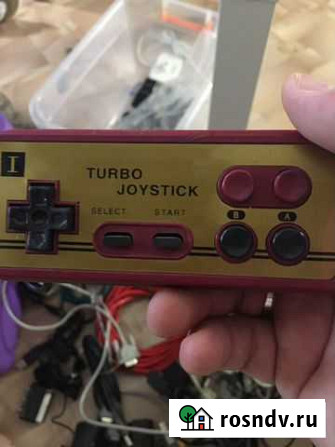 I
TURBO
JOYSTICK
SELECT START
B A
rosndv.ru